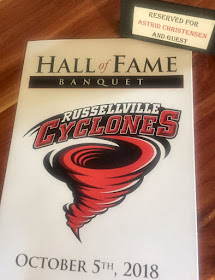 RESERVED FOR
ASTRID CHRISTENSEN
AND GUEST
HALL of FAME
BANQUET
RUSSELLVILLE
CYCLONES
OCTOBER 5TH, 2018